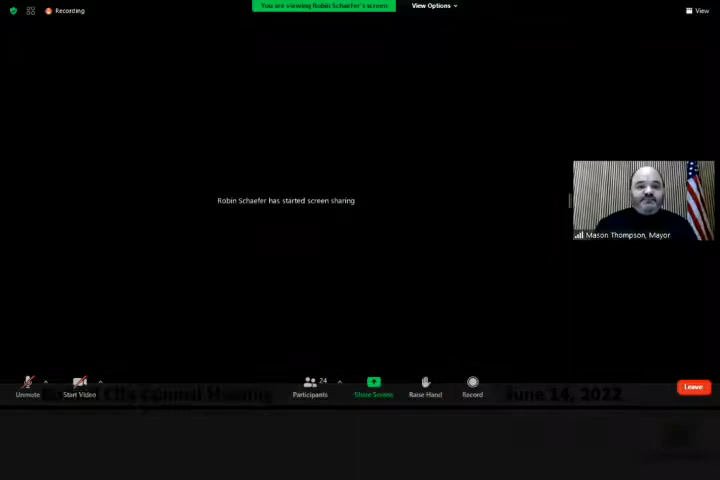 Recording
You are viewing Robin Schaefer's screen
View Options
View
Robin Schaefer has started screen sharing
Mason Thompson, Mayor
Unmute
Start Video
24
Participants
Share Screen
Raise Hand
Record
Leave
June 14, 2022